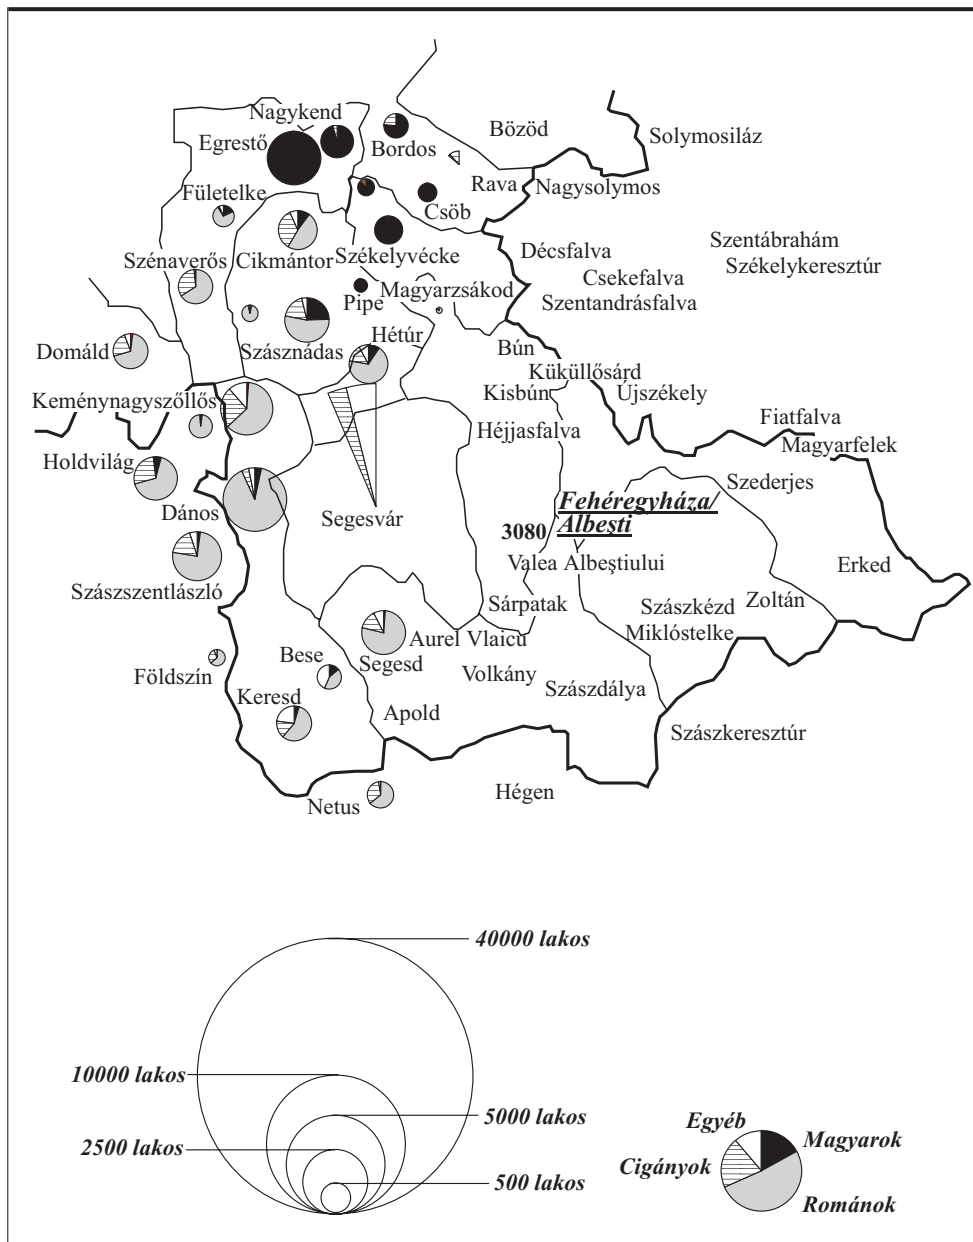 Nagykend
Egrestő
Bordos
Bözöd
Solymosiláz
Rava
Nagysolymos
Fületelke
Csöb
Szénaverős
Cikmántor
Székelyvécke
Décsfalva
Szentábrahám
Székelykeresztúr
Csekefalva
Pipe
Magyarzsákod
Szentandrásfalva
Szásznádas
Hétúr
Domáld
Bún
Küküllősárd
Kisbún
Újszékely
Keménynagyszőllős
Fiatfalva
Héjjasfalva
Magyarfelek
Holdvilág
Szederjes
Dános
Segesvár
Fehéregyháza/
Albeşti
3080
Valea Albeştiului
Erked
Szászszentlászló
Sárpatak
Szászkézd
Zoltán
Aurel Vlaicu
Miklóstelke
Bese
Segesd
Földszín
Volkány
Szászdálya
Keresd
Apold
Szászkeresztúr
Netus
Hégen
40000 lakos
10000 lakos
5000 lakos
2500 lakos
500 lakos
Egyéb
Magyarok
Cigányok
Románok